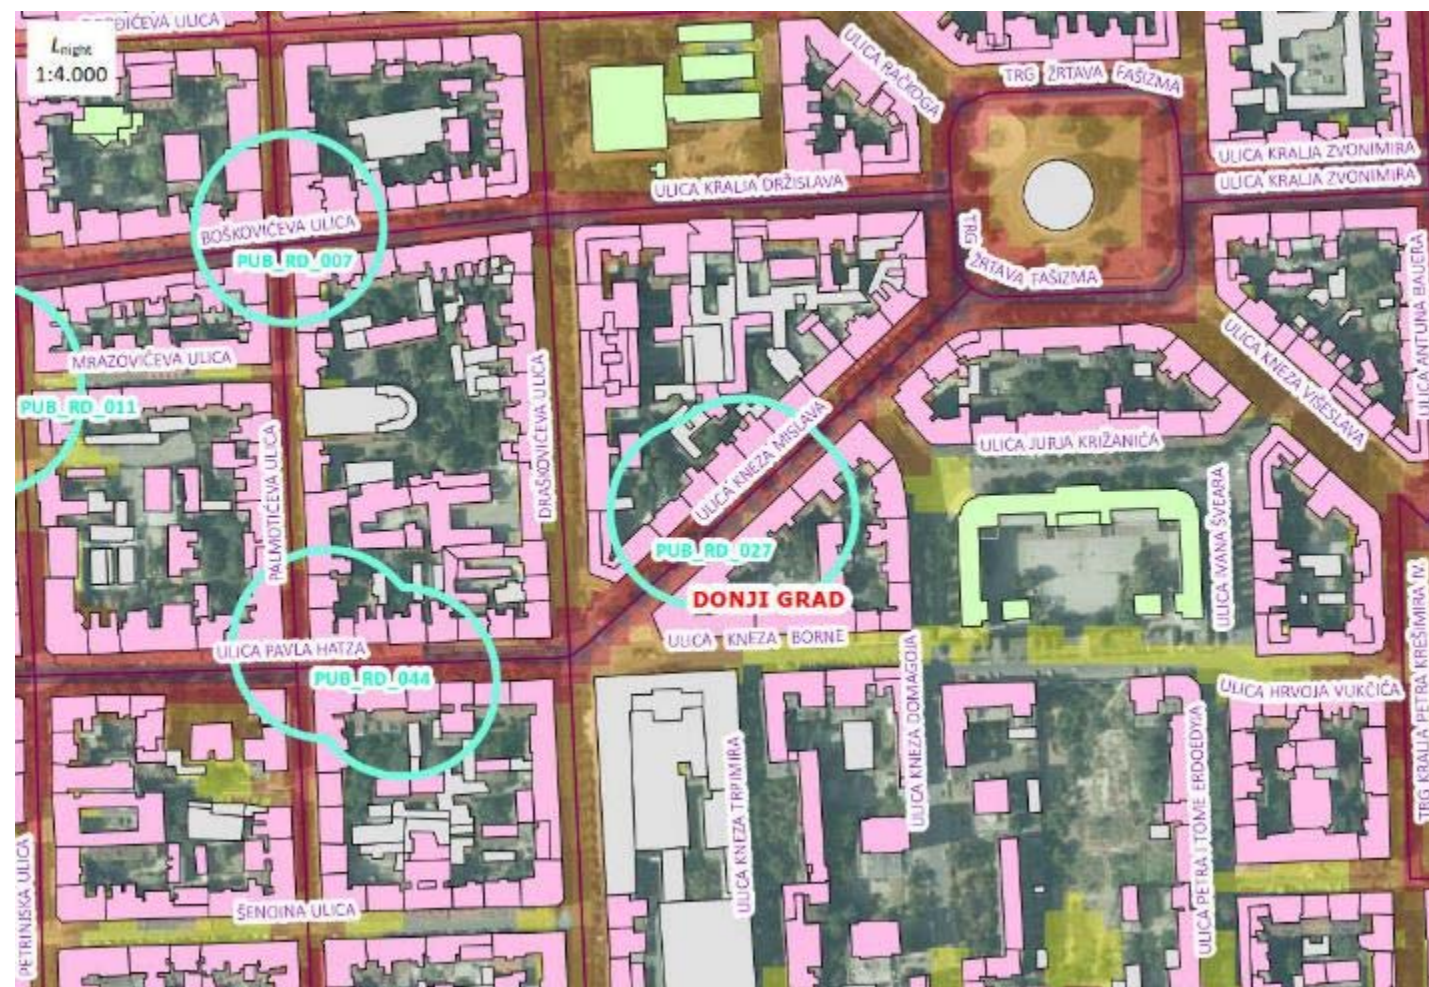 Lnight
1:4.000
ULICA RAČKOGA
TRG ŽRTAVA FAŠIZMA
ULICA KRALJA ZVONIMIRA
ULICA KRALJA ZVONIMIRA
ULICA KRALJA DRŽISLAVA
BOŠKOVIĆEVA ULICA
PUB_RD_007
TRG ŽRTAVA FAŠIZMA
ULICA ANTUNA BAUERA
MRAZOVIĆEVA ULICA
PUB_RD_011
DRAŠKOVIĆEVA ULICA
ULICA KNEZA VIŠESLAVA
ULICA KNEZA MISLAVA
ULICA JURJA KRIŽANIĆA
PALMOTIĆEVA ULICA
ULICA IVANA ŠVEARA
PUB_RD_027
DONJI GRAD
ULICA KNEZA BORNE
ULICA PAVLA HATZA
PUB_RD_044
ULICA KNEZA DOMAGOJA
ULICA HRVOJA VUKČIĆA
TRG KRALJA PETRA KREŠIMIRA IV.
ULICA KNEZA TRPIMIRA
ULICA PETRA I TOME ERDOEDYJA
PETRINJSKA ULICA
ŠENOINA ULICA